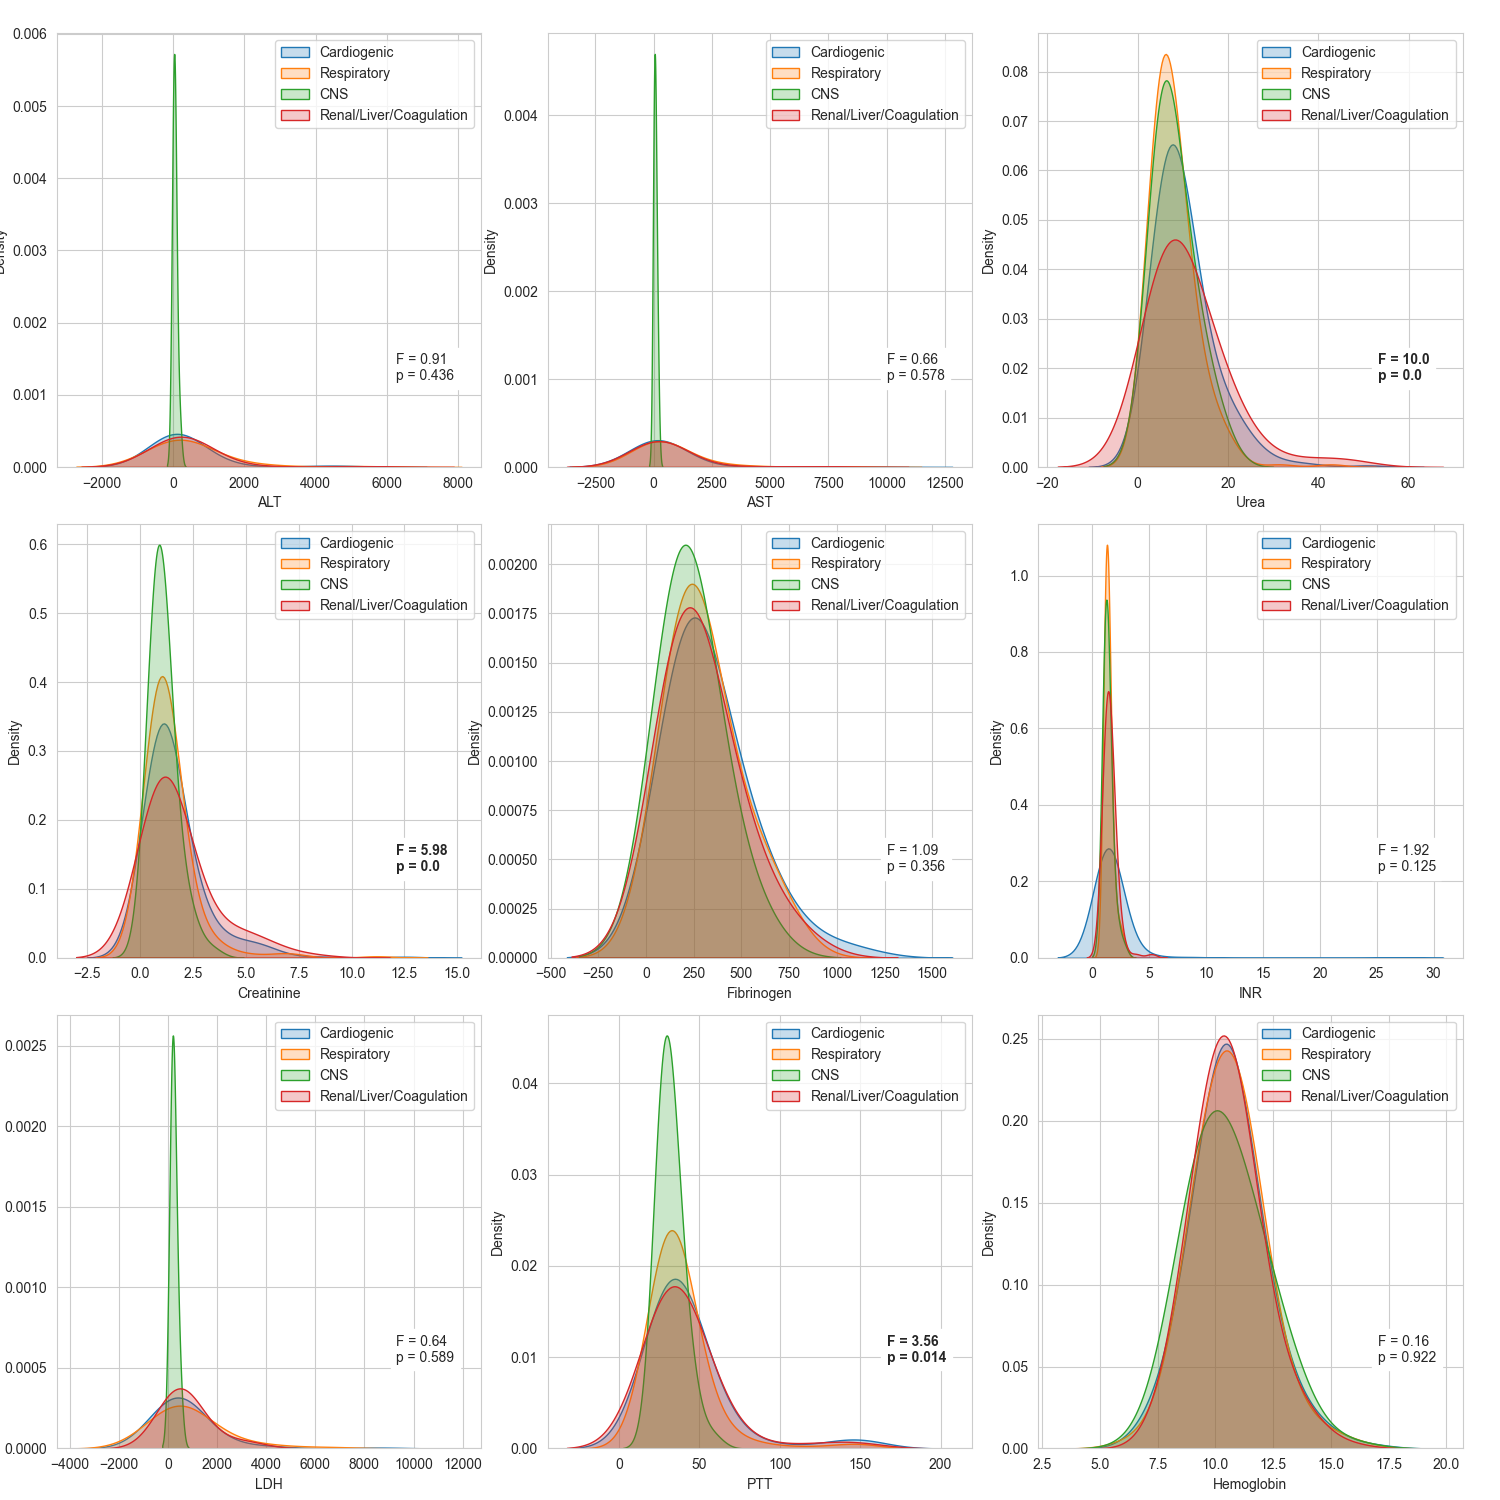 0.006
0.005
0.004
0.003
0.002
0.001
0.000
Density
Cardiogenic
Respiratory
CNS
Renal/Liver/Coagulation
F = 0.91
p = 0.436
−2000 0 2000 4000 6000 8000
ALT
0.004
0.003
0.002
0.001
0.000
Density
Cardiogenic
Respiratory
CNS
Renal/Liver/Coagulation
F = 0.66
p = 0.578
−2500 0 2500 5000 7500 10000 12500
AST
0.08
0.07
0.06
0.05
0.04
0.03
0.02
0.01
0.00
Density
Cardiogenic
Respiratory
CNS
Renal/Liver/Coagulation
F = 10.0
p = 0.0
−20 0 20 40 60
Urea
0.6
0.5
0.4
0.3
0.2
0.1
0.0
Density
Cardiogenic
Respiratory
CNS
Renal/Liver/Coagulation
F = 5.98
p = 0.0
−2.5 0.0 2.5 5.0 7.5 10.0 12.5 15.0
Creatinine
0.00200
0.00175
0.00150
0.00125
0.00100
0.00075
0.00050
0.00025
0.00000
Density
Cardiogenic
Respiratory
CNS
Renal/Liver/Coagulation
F = 1.09
p = 0.356
−500 −250 0 250 500 750 1000 1250 1500
Fibrinogen
1.0
0.8
0.6
0.4
0.2
0.0
Density
Cardiogenic
Respiratory
CNS
Renal/Liver/Coagulation
F = 1.92
p = 0.125
0 5 10 15 20 25 30
INR
0.0025
0.0020
0.0015
0.0010
0.0005
0.0000
Cardiogenic
Respiratory
CNS
Renal/Liver/Coagulation
F = 0.64
p = 0.589
−4000 −2000 0 2000 4000 6000 8000 10000 12000
LDH
0.04
0.03
0.02
0.01
0.00
Density
Cardiogenic
Respiratory
CNS
Renal/Liver/Coagulation
F = 3.56
p = 0.014
0 50 100 150 200
PTT
0.25
0.20
0.15
0.10
0.05
0.00
Density
Cardiogenic
Respiratory
CNS
Renal/Liver/Coagulation
F = 0.16
p = 0.922
2.5 5.0 7.5 10.0 12.5 15.0 17.5 20.0
Hemoglobin